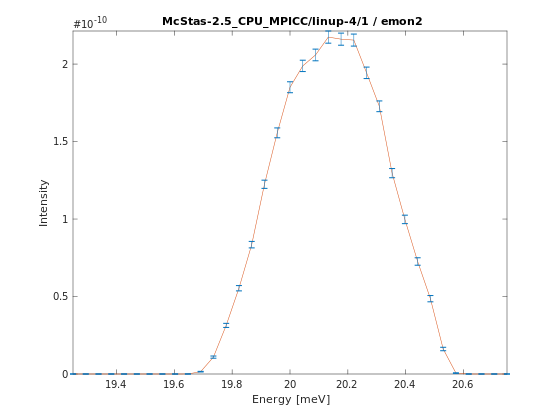 McStas-2.5_CPU_MPICC/linup-4/1 / emon2
#10^-10
2
1.5
1
0.5
0
Intensity
19.4 19.6 19.8 20 20.2 20.4 20.6
Energy [meV]